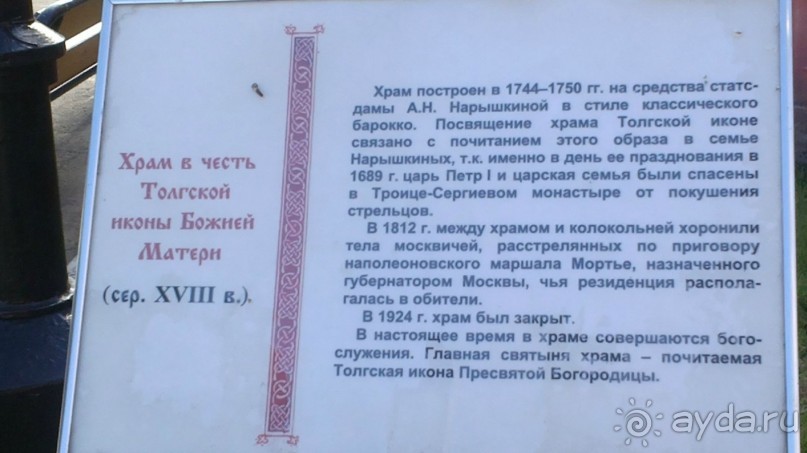 Храм в честь
Толгской
иконы Божией
Матери
(сер. XVIII в.).
Храм построен в 1744–1750 гг. на средства статс-
дамы А.Н. Нарышкиной в стиле классического
барокко. Посвящение храма Толгской иконе
связано с почитанием этого образа в семье
Нарышкиных, т.к. именно в день ее празднования в
1689 г. царь Петр I и царская семья были спасены
в Троице-Сергиевом монастыре от покушения
стрельцов.
В 1812 г. между храмом и колокольней хоронили
тела москвичей, расстрелянных по приговору
наполеоновского маршала Мортье, назначенного
губернатором Москвы, чья резиденция распола-
галась в обители.
В 1924 г. храм был закрыт.
В настоящее время в храме совершаются бого-
служения. Главная святыня храма – почитаемая
Толгская икона Пресвятой Богородицы.
ayda.ru